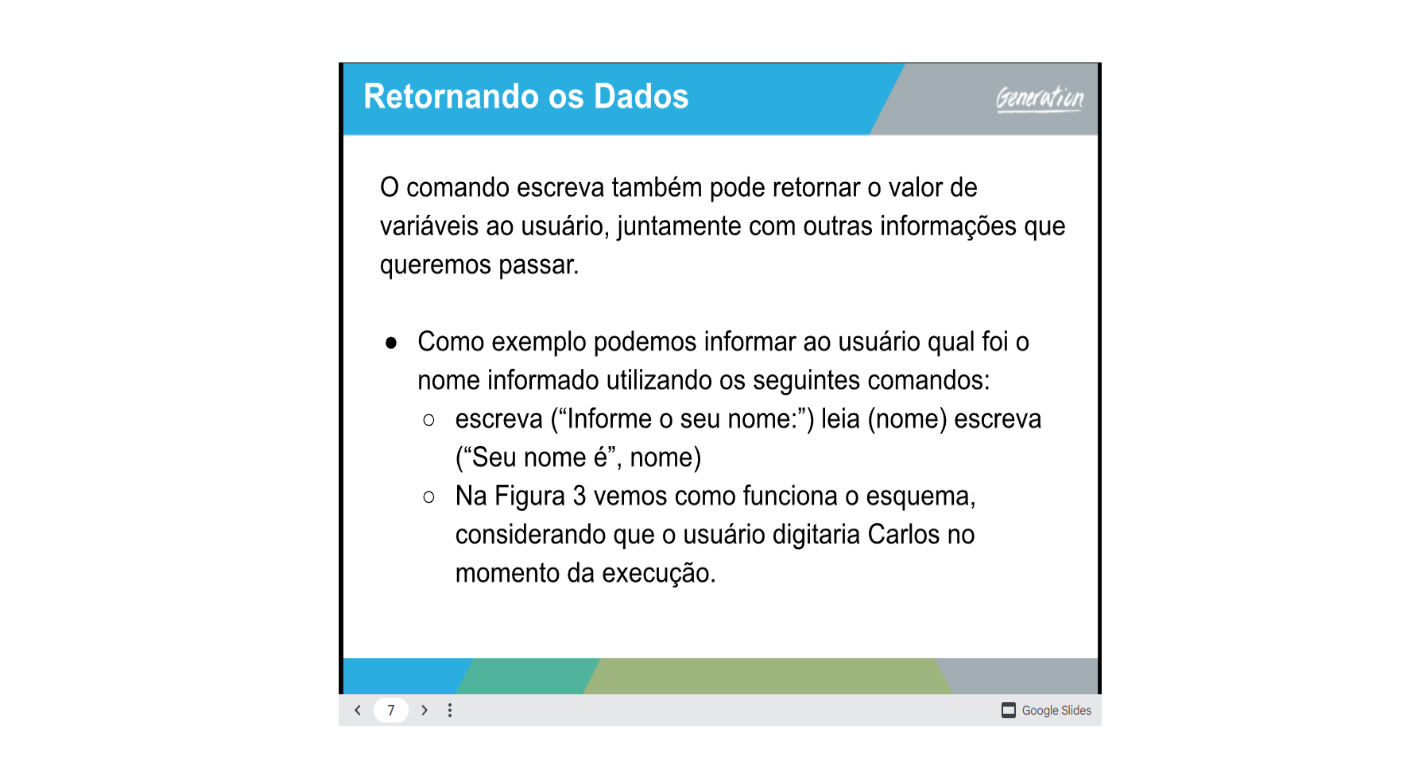 Retornando os Dados
Generation
O comando escreva também pode retornar o valor de
variáveis ao usuário, juntamente com outras informações que
queremos passar.
● Como exemplo podemos informar ao usuário qual foi o
nome informado utilizando os seguintes comandos:
○ escreva (“Informe o seu nome:”) leia (nome) escreva
(“Seu nome é”, nome)
○ Na Figura 3 vemos como funciona o esquema,
considerando que o usuário digitaria Carlos no
momento da execução.
7
Google Slides